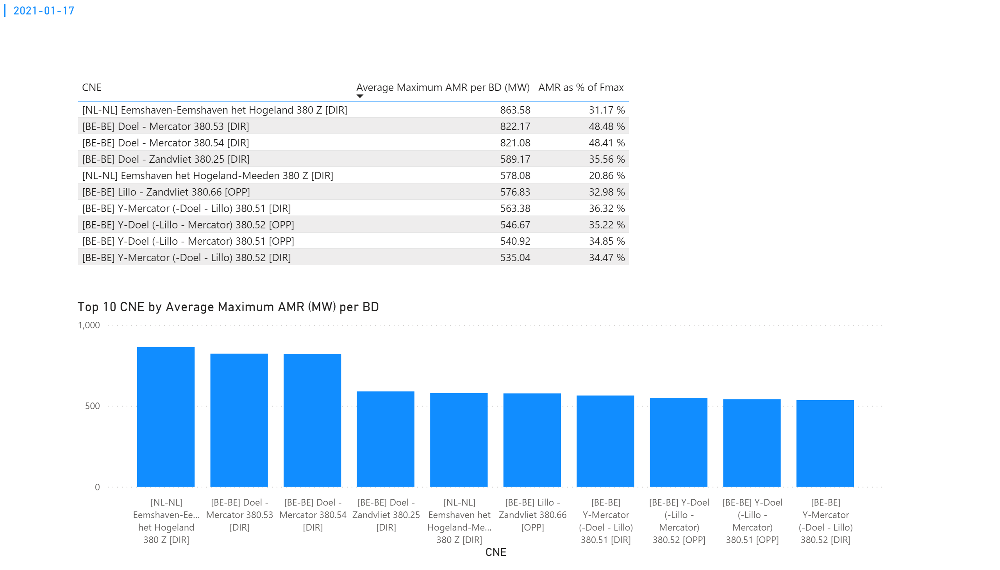 2021-01-17
CNE Average Maximum AMR per BD (MW) AMR as % of Fmax
[NL-NL] Eemshaven-Eemshaven het Hogeland 380 Z [DIR] 863.58 31.17 %
[BE-BE] Doel - Mercator 380.53 [DIR] 822.17 48.48 %
[BE-BE] Doel - Mercator 380.54 [DIR] 821.08 48.41 %
[BE-BE] Doel - Zandvliet 380.25 [DIR] 589.17 35.56 %
[NL-NL] Eemshaven het Hogeland-Meeden 380 Z [DIR] 578.08 20.86 %
[BE-BE] Lillo - Zandvliet 380.66 [OPP] 576.83 32.98 %
[BE-BE] Y-Mercator (-Doel - Lillo) 380.51 [DIR] 563.38 36.32 %
[BE-BE] Y-Doel (-Lillo - Mercator) 380.52 [OPP] 546.67 35.22 %
[BE-BE] Y-Doel (-Lillo - Mercator) 380.51 [OPP] 540.92 34.85 %
[BE-BE] Y-Mercator (-Doel - Lillo) 380.52 [DIR] 535.04 34.47 %
Top 10 CNE by Average Maximum AMR (MW) per BD
1,000
500
0
[NL-NL]
Eemshaven-Ee...
het Hogeland
380 Z [DIR]
[BE-BE] Doel -
Mercator 380.53
[DIR]
[BE-BE] Doel -
Mercator 380.54
[DIR]
[BE-BE] Doel -
Zandvliet 380.25
[DIR]
[NL-NL]
Eemshaven het
Hogeland-Me...
380 Z [DIR]
[BE-BE] Lillo -
Zandvliet 380.66
[OPP]
[BE-BE]
Y-Mercator
(-Doel - Lillo)
380.51 [DIR]
[BE-BE] Y-Doel
(-Lillo -
Mercator)
380.52 [OPP]
[BE-BE] Y-Doel
(-Lillo -
Mercator)
380.51 [OPP]
[BE-BE]
Y-Mercator
(-Doel - Lillo)
380.52 [DIR]
CNE